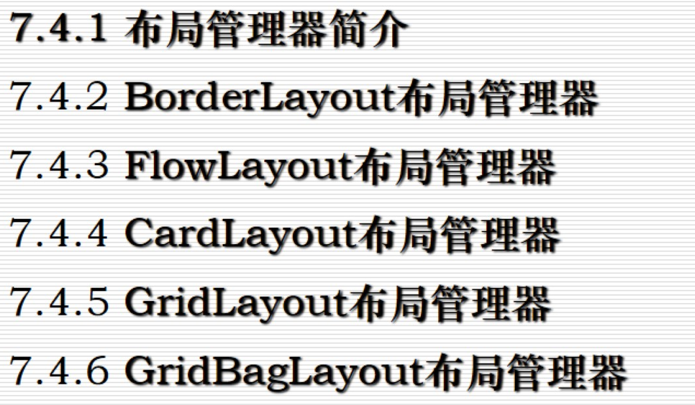 7.4.1 布局管理器简介
7.4.2 BorderLayout布局管理器
7.4.3 FlowLayout布局管理器
7.4.4 CardLayout布局管理器
7.4.5 GridLayout布局管理器
7.4.6 GridBagLayout布局管理器